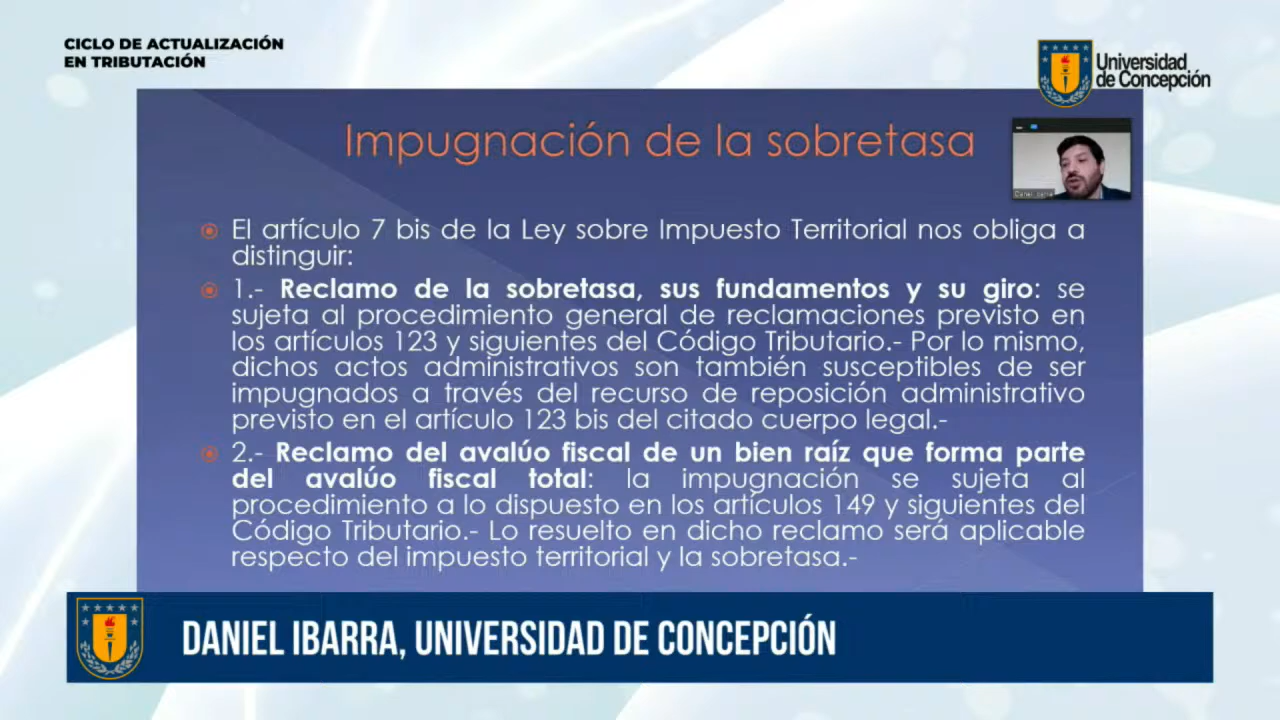 CICLO DE ACTUALIZACIÓN
EN TRIBUTACIÓN
Universidad
de Concepción
Impugnación de la sobretasa
El artículo 7 bis de la Ley sobre Impuesto Territorial nos obliga a
distinguir:
1.- Reclamo de la sobretasa, sus fundamentos y su giro: se
sujeta al procedimiento general de reclamaciones previsto en
los artículos 123 y siguientes del Código Tributario.- Por lo mismo,
dichos actos administrativos son también susceptibles de ser
impugnados a través del recurso de reposición administrativo
previsto en el artículo 123 bis del citado cuerpo legal.-
2.- Reclamo del avalúo fiscal de un bien raíz que forma parte
del avalúo fiscal total: la impugnación se sujeta al
procedimiento a lo dispuesto en los artículos 149 y siguientes del
Código Tributario.- Lo resuelto en dicho reclamo será aplicable
respecto del impuesto territorial y la sobretasa.-
DANIEL IBARRA, UNIVERSIDAD DE CONCEPCIÓN